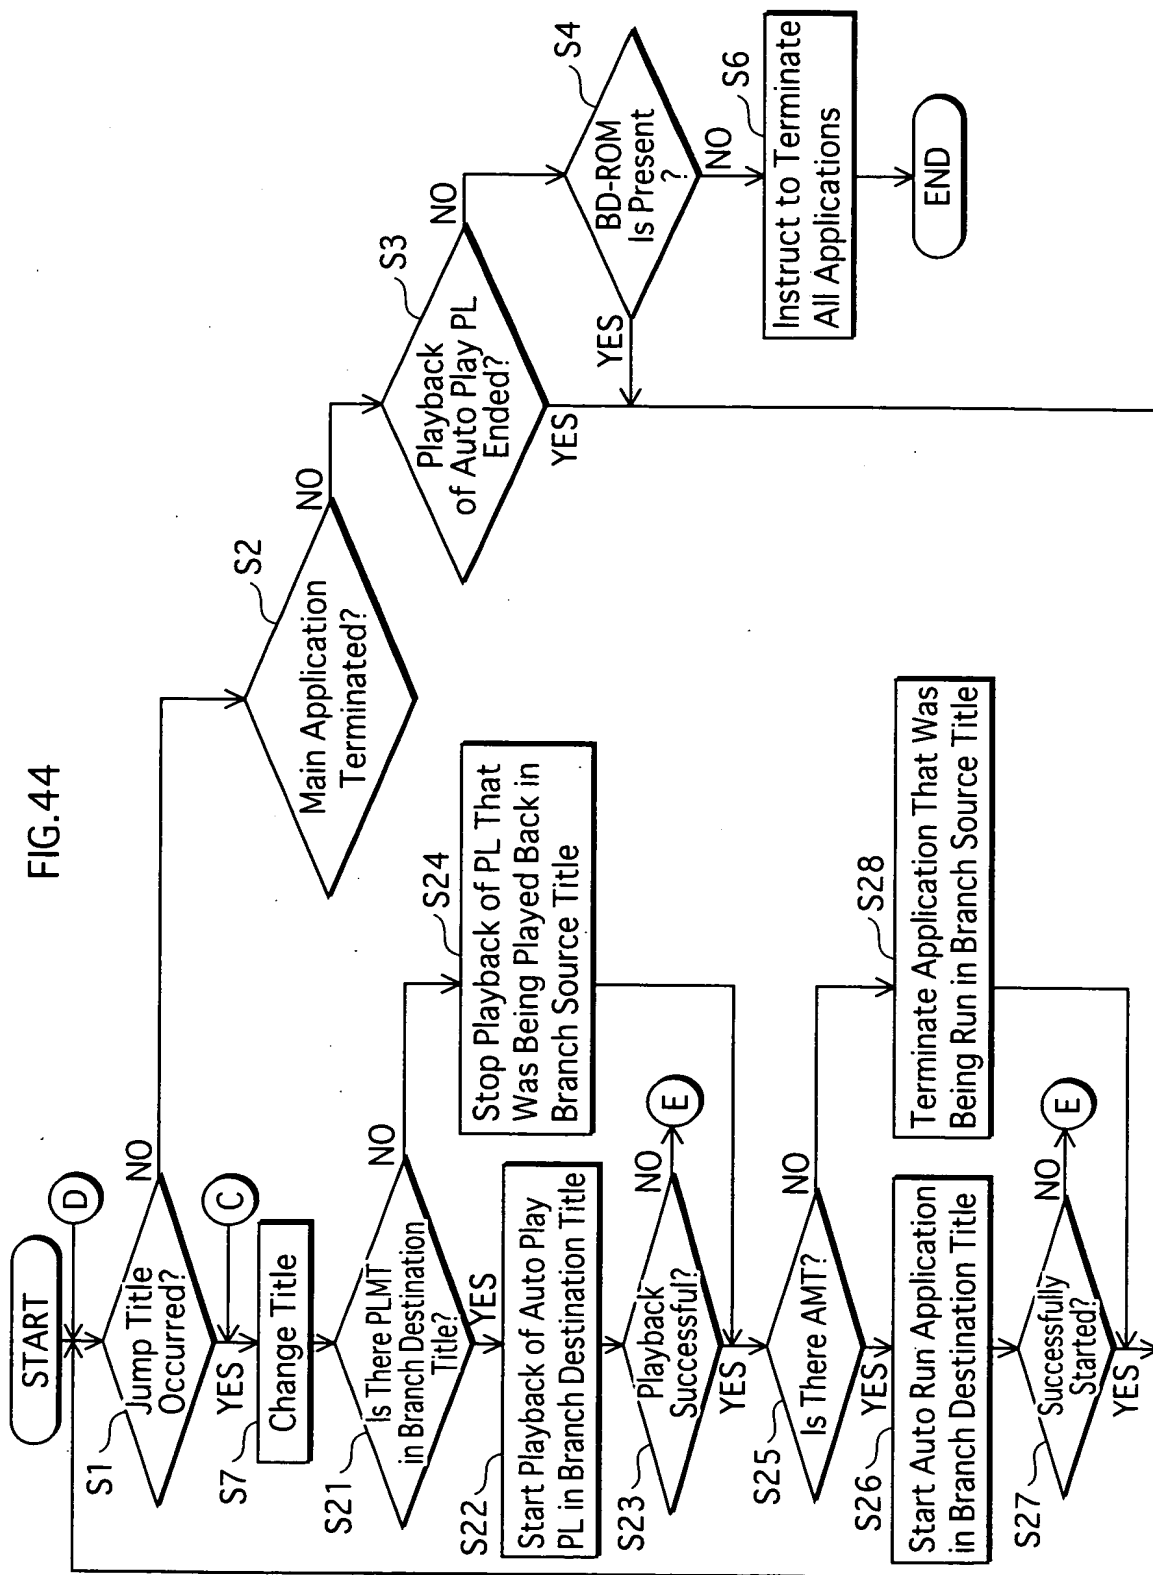 FIG.44
START
D
S1
Jump Title
Occurred?
NO
YES
C
S7
Change Title
S21
Is There PLMT
in Branch Destination
Title?
NO
YES
S22
Start Playback of Auto Play
PL in Branch Destination Title
S24
Stop Playback of PL That
Was Being Played Back in
Branch Source Title
S23
Playback
Successful?
NO
E
YES
S25
Is There AMT?
NO
YES
S26
Start Auto Run Application
in Branch Destination Title
S28
Terminate Application That Was
Being Run in Branch Source Title
S27
Successfully
Started?
NO
E
YES
S2
Main Application
Terminated?
NO
S3
Playback
of Auto Play PL
Ended?
NO
YES
S4
BD-ROM
Is Present
?
YES
NO
S6
Instruct to Terminate
All Applications
END